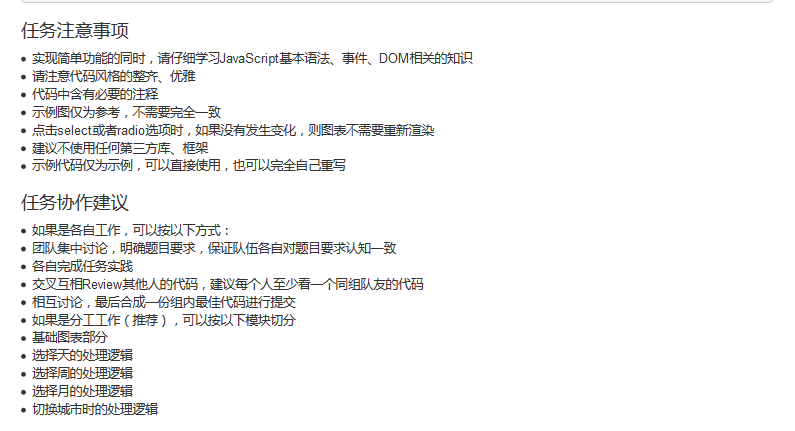 任务注意事项
实现简单功能的同时，请仔细学习JavaScript基本语法、事件、DOM相关的知识
请注意代码风格的整齐、优雅
代码中含有必要的注释
示例图仅为参考，不需要完全一致
点击select或者radio选项时，如果没有发生变化，则图表不需要重新渲染
建议不使用任何第三方库、框架
示例代码仅为示例，可以直接使用，也可以完全自己重写
任务协作建议
如果是各自工作，可以按以下方式：
团队集中讨论，明确题目要求，保证队伍各自对题目要求认知一致
各自完成任务实践
交叉互相Review其他人的代码，建议每个人至少看一个同组队友的代码
相互讨论，最后合成一份组内最佳代码进行提交
如果是分工工作（推荐），可以按以下模块切分
基础图表部分
选择天的处理逻辑
选择周的处理逻辑
选择月的处理逻辑
切换城市时的处理逻辑